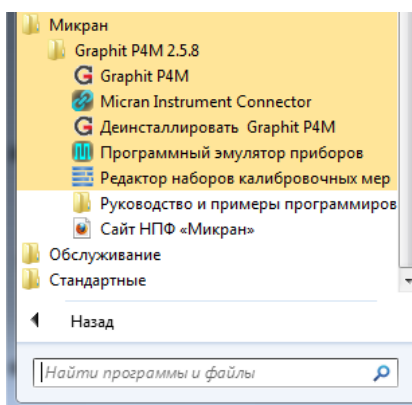 Микран
Graphit P4M 2.5.8
Graphit P4M
Micran Instrument Connector
Деинсталлировать Graphit P4M
Программный эмулятор приборов
Редактор наборов калибровочных мер
Руководство и примеры программиров
Сайт НПФ «Микран»
Обслуживание
Стандартные
Назад
Найти программы и файлы